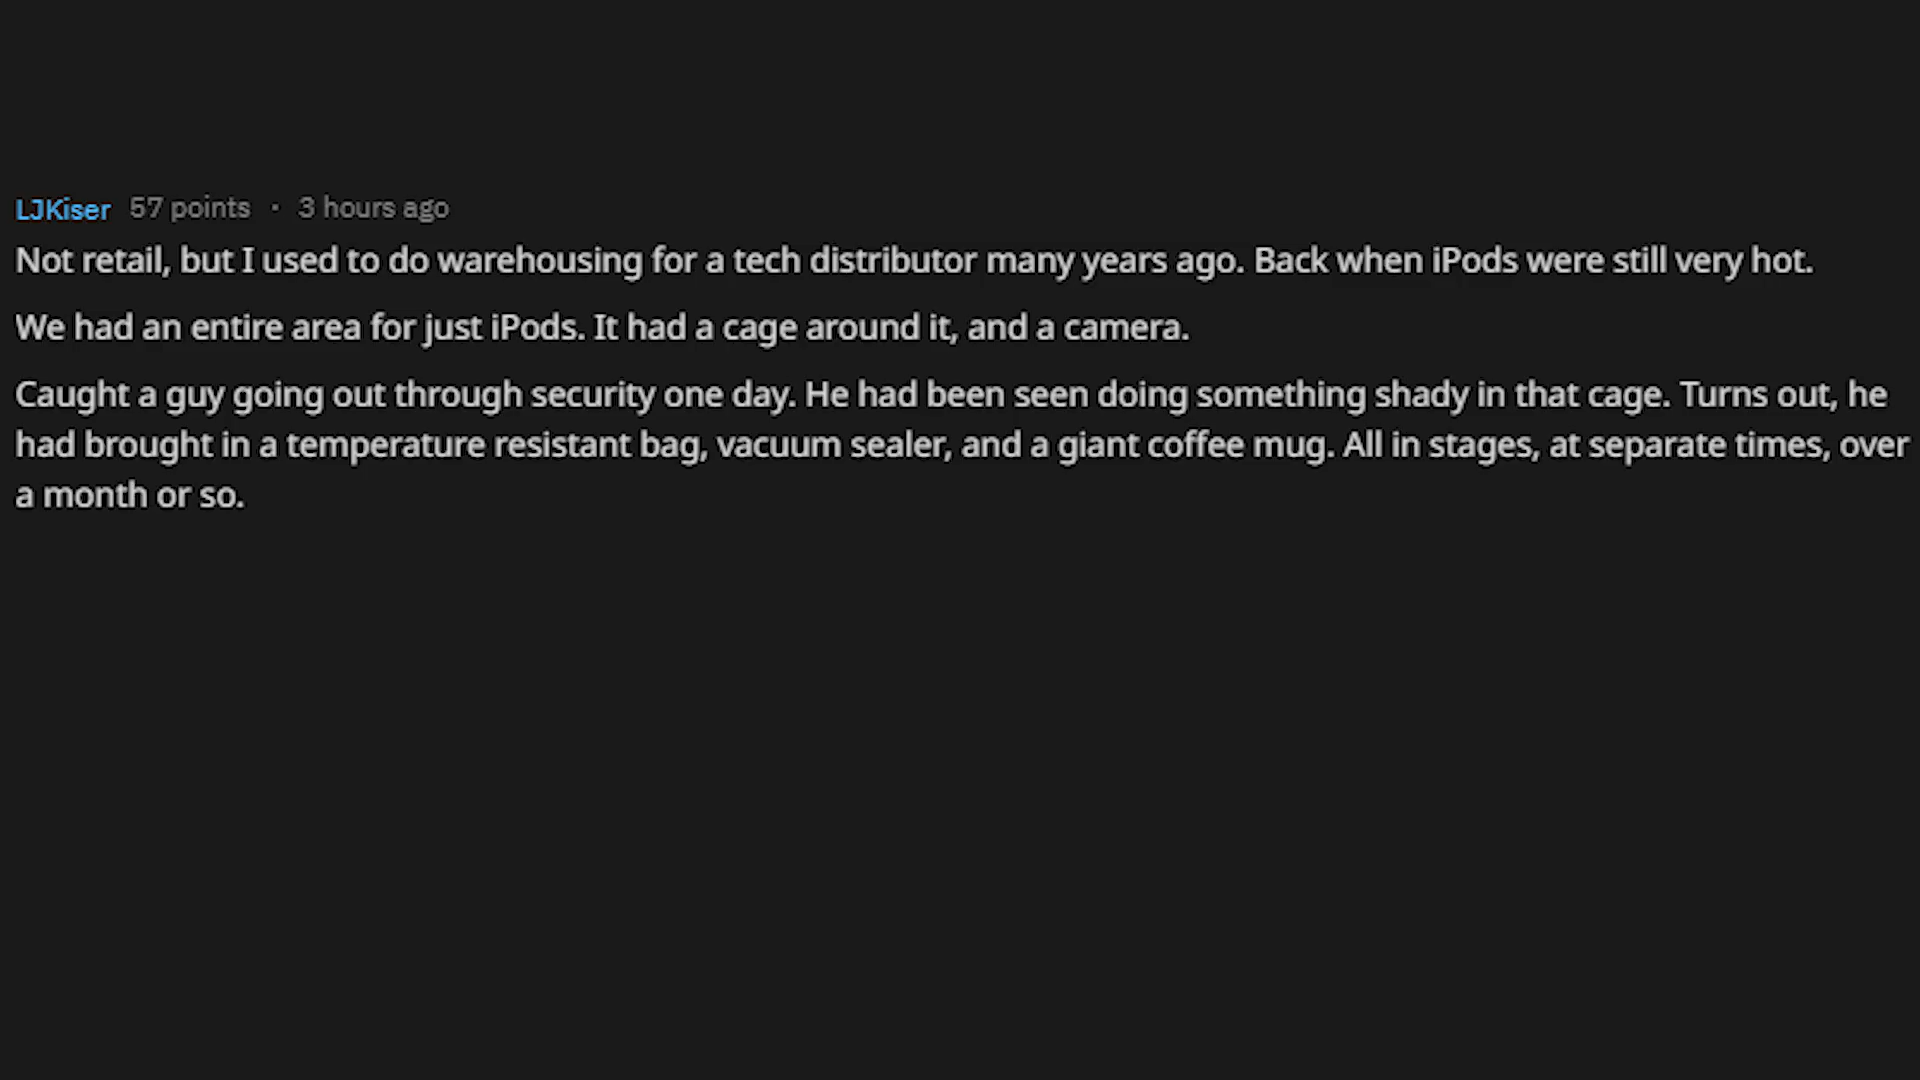 LJKiser 57 points · 3 hours ago
Not retail, but I used to do warehousing for a tech distributor many years ago. Back when iPods were still very hot.
We had an entire area for just iPods. It had a cage around it, and a camera.
Caught a guy going out through security one day. He had been seen doing something shady in that cage. Turns out, he
had brought in a temperature resistant bag, vacuum sealer, and a giant coffee mug. All in stages, at separate times, over
a month or so.